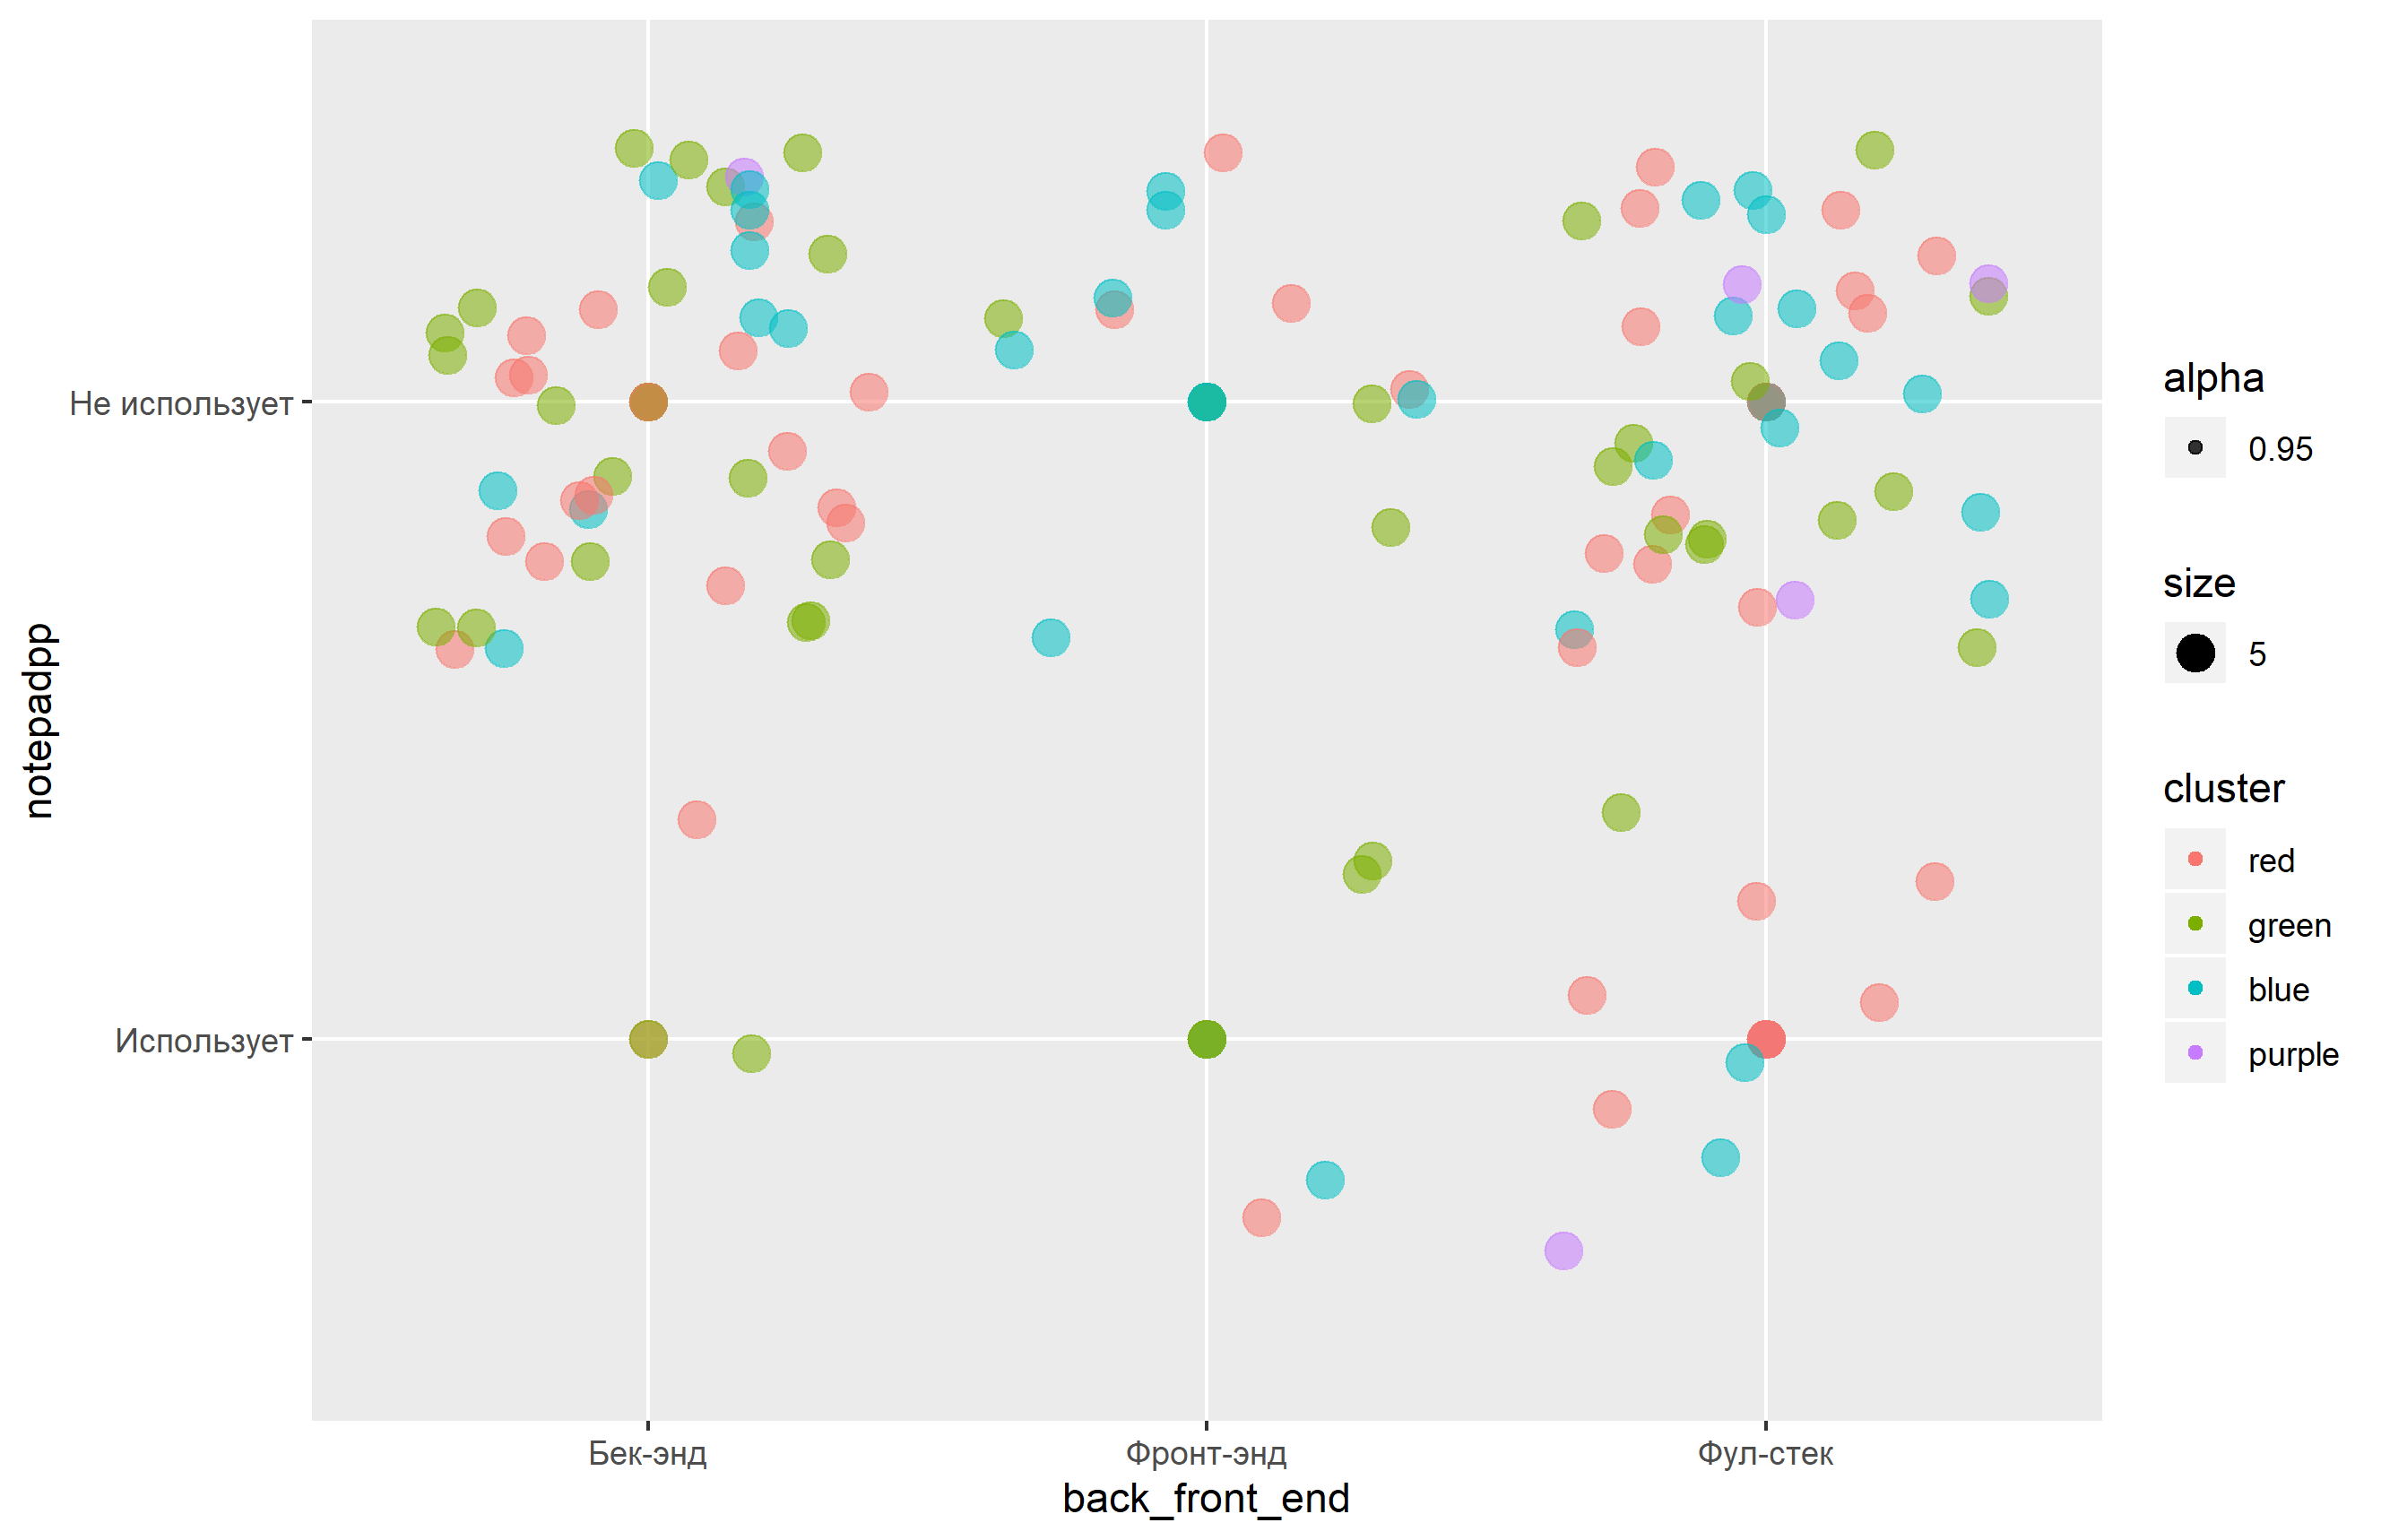 notepadpp
Не использует
Использует
Бек-энд
Фронт-энд
Фул-стек
back_front_end
alpha
0.95
size
5
cluster
red
green
blue
purple